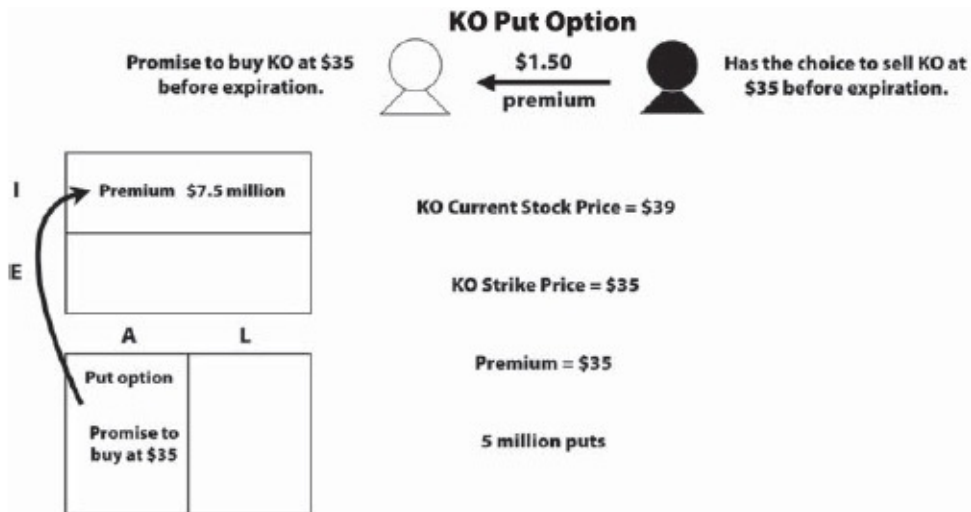 KO Put Option
Promise to buy KO at $35
before expiration.
$1.50
premium
Has the choice to sell KO at
$35 before expiration.
I
Premium $7.5 million
E
A
L
Put option
Promise to
buy at $35
KO Current Stock Price = $39
KO Strike Price = $35
Premium = $35
5 million puts